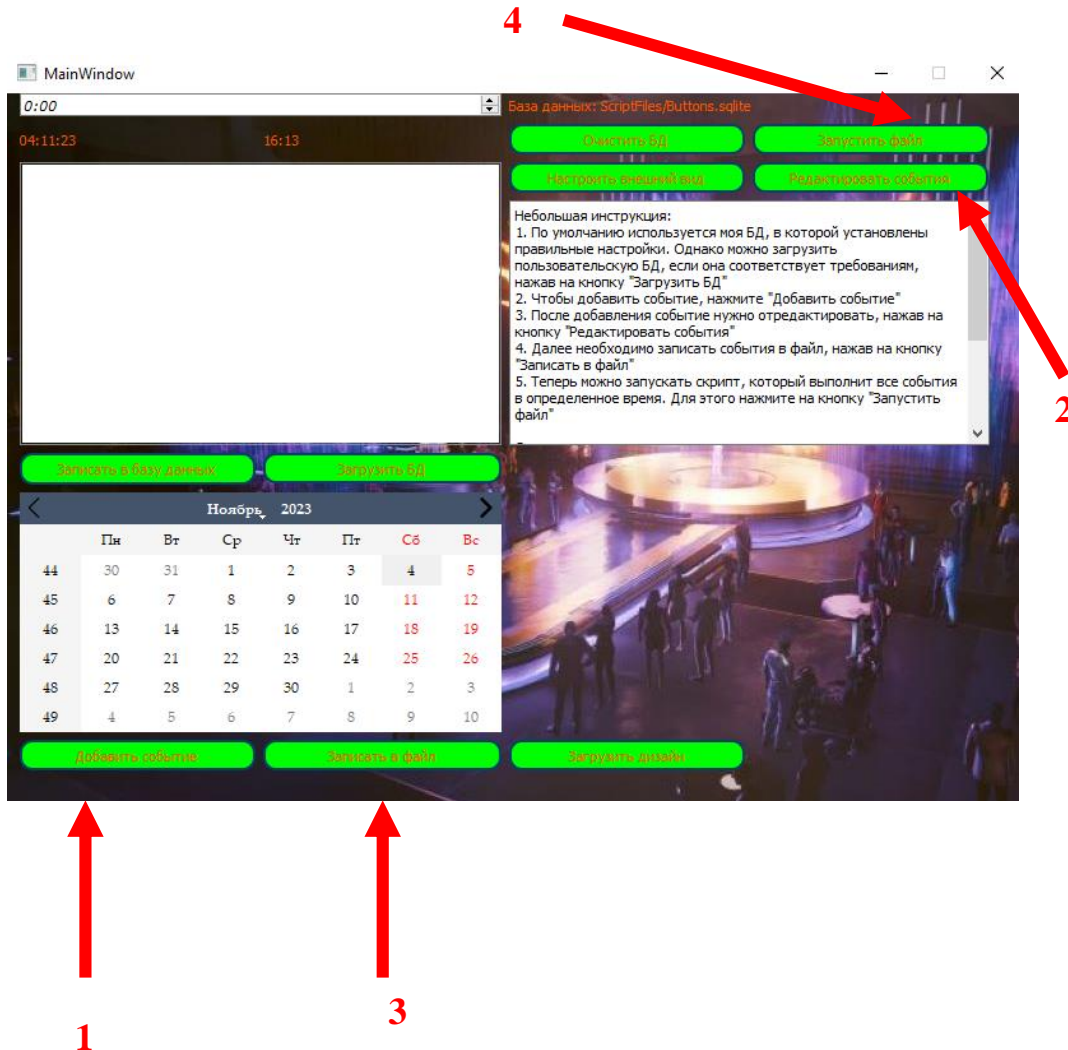 4
MainWindow
0:00
База данных: ScriptFiles/Buttons.sqlite
04:11:23
16:13
Очистить БД
Запустить файл
Настроить внешний вид
Редактировать события
Небольшая инструкция:
1. По умолчанию используется моя БД, в которой установлены
правильные настройки. Однако можно загрузить
пользовательскую БД, если она соответствует требованиям,
нажав на кнопку "Загрузить БД"
2. Чтобы добавить событие, нажмите "Добавить событие"
3. После добавления событие нужно отредактировать, нажав на
кнопку "Редактировать события"
4. Далее необходимо записать события в файл, нажав на кнопку
"Записать в файл"
5. Теперь можно запускать скрипт, который выполнит все события
в определенное время. Для этого нажмите на кнопку "Запустить
файл"
2
Записать в базу данных
Загрузить БД
Ноябрь, 2023
Пн Вт Ср Чт Пт Сб Вс
44 30 31 1 2 3 4 5
45 6 7 8 9 10 11 12
46 13 14 15 16 17 18 19
47 20 21 22 23 24 25 26
48 27 28 29 30 1 2 3
49 4 5 6 7 8 9 10
Добавить событие
Записать в файл
Загрузить дизайн
3
1